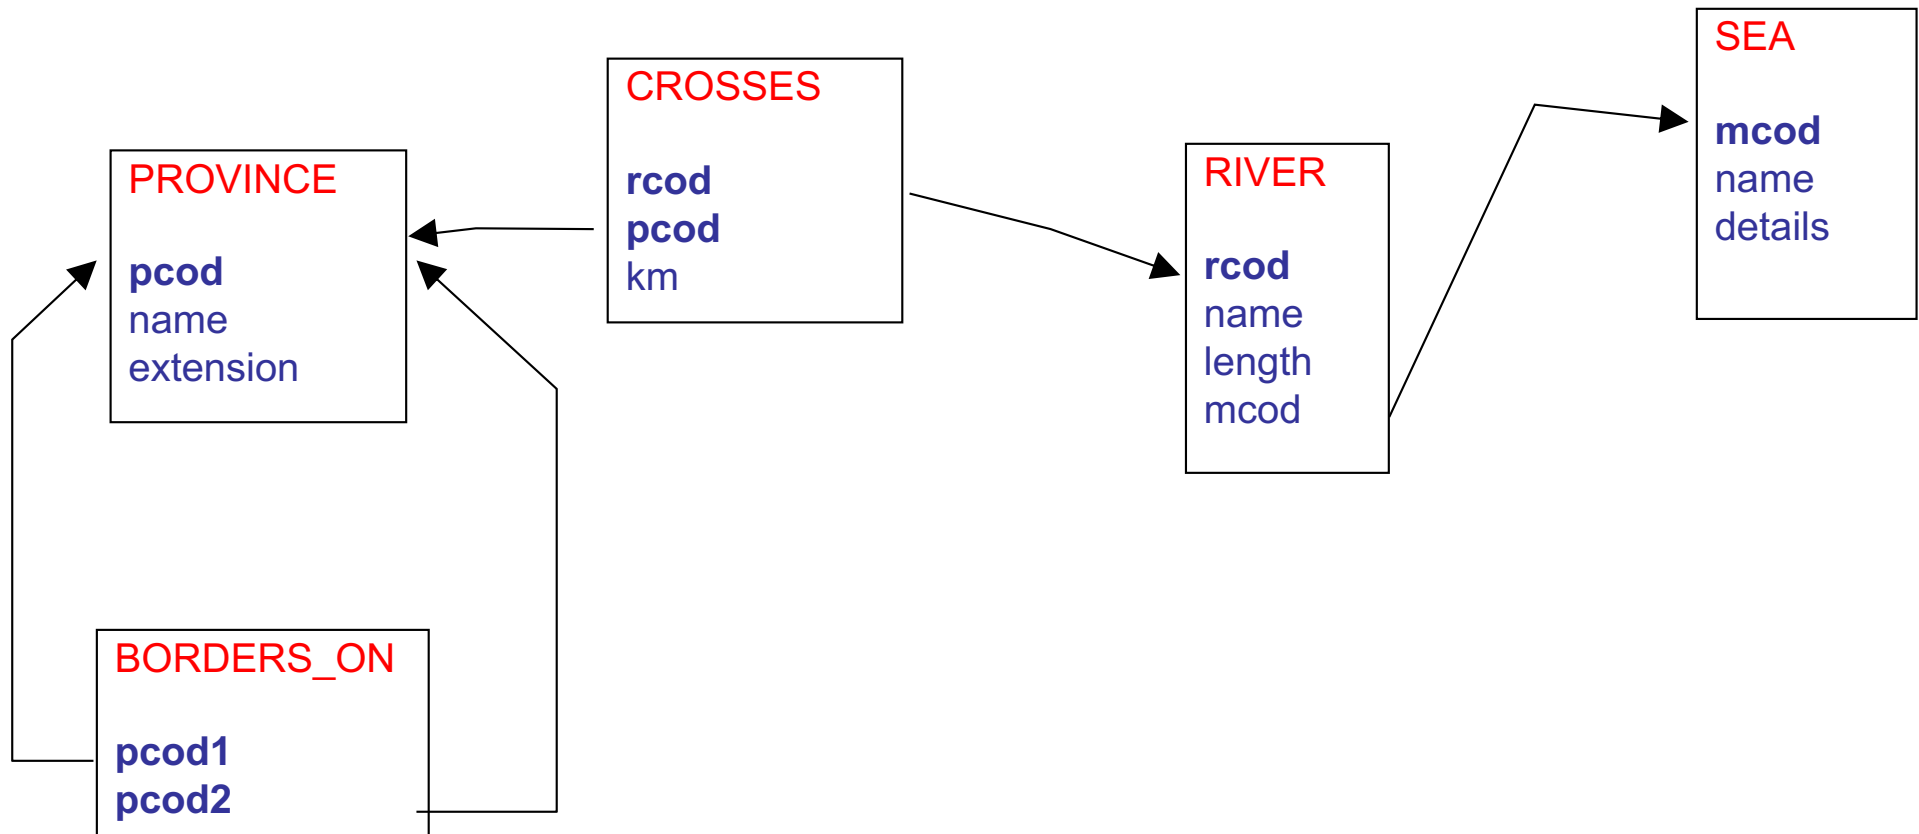 PROVINCE
pcod
name
extension
CROSSES
rcod
pcod
km
RIVER
rcod
name
length
mcod
SEA
mcod
name
details
BORDERS_ON
pcod1
pcod2